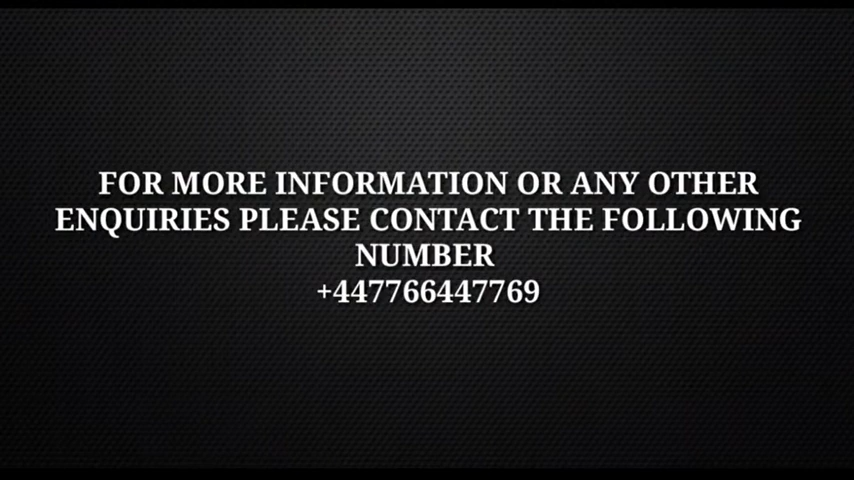 FOR MORE INFORMATION OR ANY OTHER
ENQUIRIES PLEASE CONTACT THE FOLLOWING
NUMBER
+447766447769